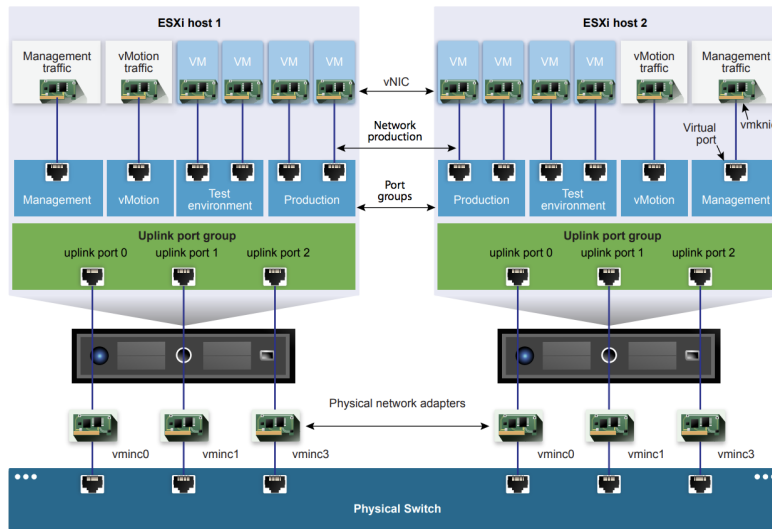 ESXi host 1
ESXi host 2
Management
traffic
vMotion
traffic
VM
VM
VM
VM
vNIC
VM
VM
VM
VM
vMotion
traffic
Management
traffic
Network
production
Virtual
port
vmknic
Management
vMotion
Test
environment
Production
Port
groups
Production
Test
environment
vMotion
Management
Uplink port group
uplink port 0
uplink port 1
uplink port 2
Uplink port group
uplink port 0
uplink port 1
uplink port 2
Physical network adapters
vminc0
vminc1
vminc3
vminc0
vminc1
vminc3
Physical Switch